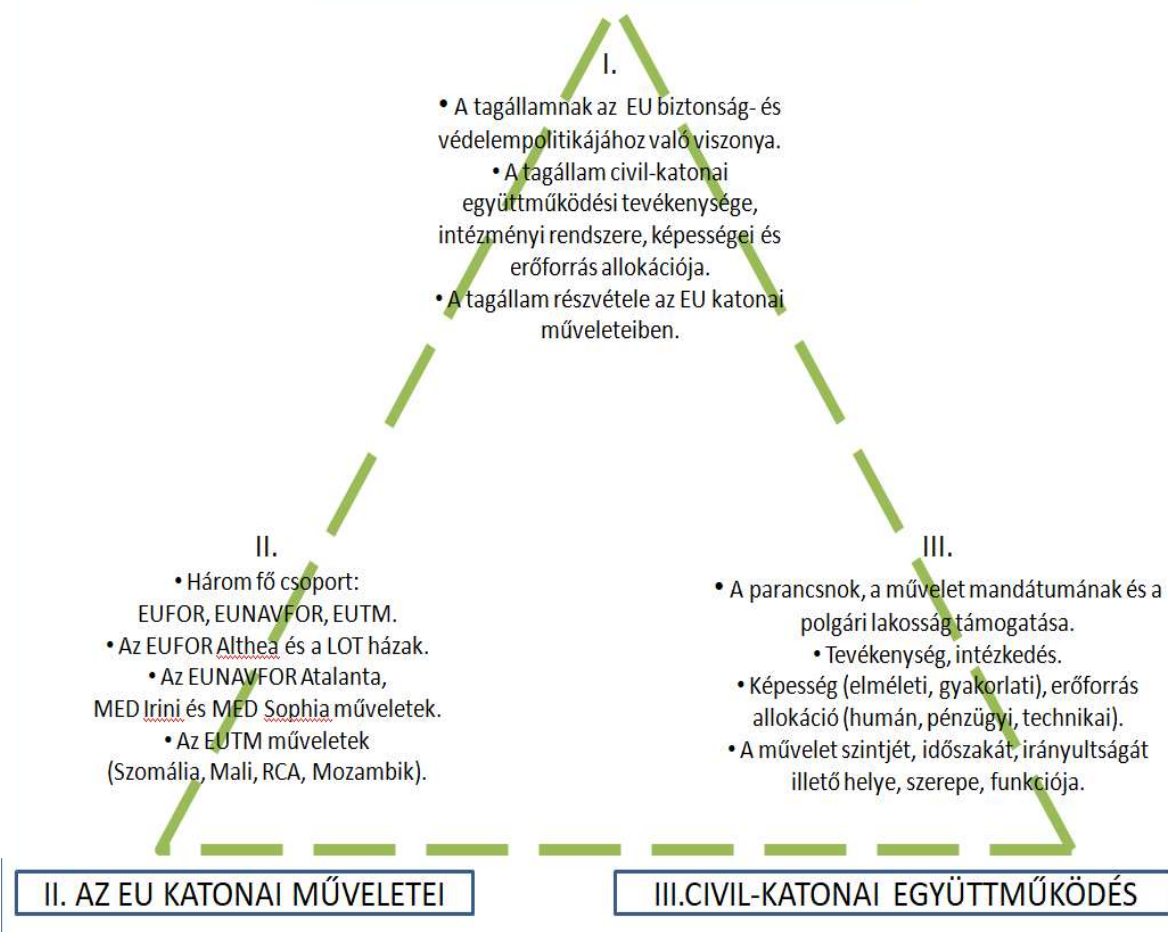 I.
• A tagállamnak az EU biztonság- és
védelempolitikájához való viszonya.
• A tagállam civil-katonai
együttműködési tevékenysége,
intézményi rendszere, képességei és
erőforrás allokációja.
• A tagállam részvétele az EU katonai
műveleteiben.
II.
• Három fő csoport:
EUFOR, EUNAVFOR, EUTM.
• Az EUFOR Althea és a LOT házak.
• Az EUNAVFOR Atalanta,
MED Irini és MED Sophia műveletek.
• Az EUTM műveletek
(Szomália, Mali, RCA, Mozambik).
III.
• A parancsnok, a művelet mandátumának és a
polgári lakosság támogatása.
• Tevékenység, intézkedés.
• Képesség (elméleti, gyakorlati), erőforrás
allokáció (humán, pénzügyi, technikai).
• A művelet szintjét, időszakát, irányultságát
illető helye, szerepe, funkciója.
II. AZ EU KATONAI MŰVELETEI
III.CIVIL-KATONAI EGYÜTTMŰKÖDÉS